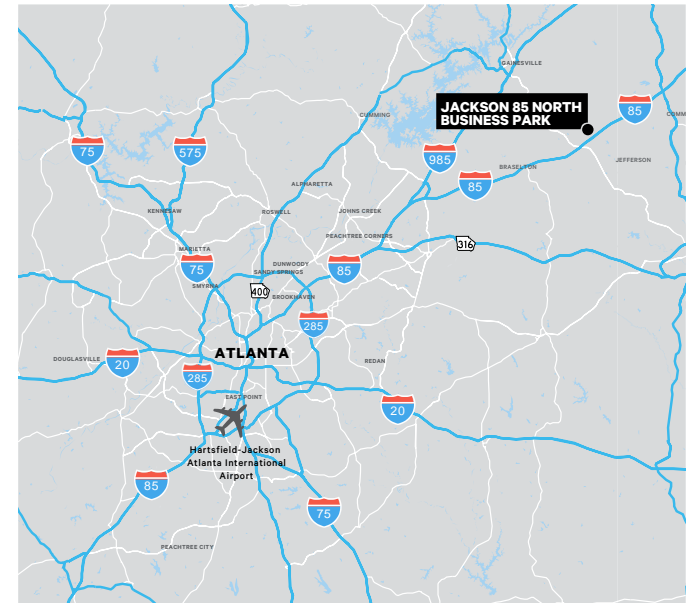 GAINESVILLE
JACKSON 85 NORTH
BUSINESS PARK
85
CUMMING
COMM
75
575
985
BRASELTON
JEFFERSON
85
ALPHARETTA
KENNESAW
ROSWELL
JOHNS CREEK
PEACHTREE CORNERS
316
MARIETTA
75
DUNWOODY
SANDY SPRINGS
85
SMYRNA
400
BROOKHAVEN
285
ATLANTA
DOUGLASVILLE
20
REDAN
285
EAST POINT
20
Hartsfield-Jackson
Atlanta International
Airport
85
75
PEACHTREE CITY